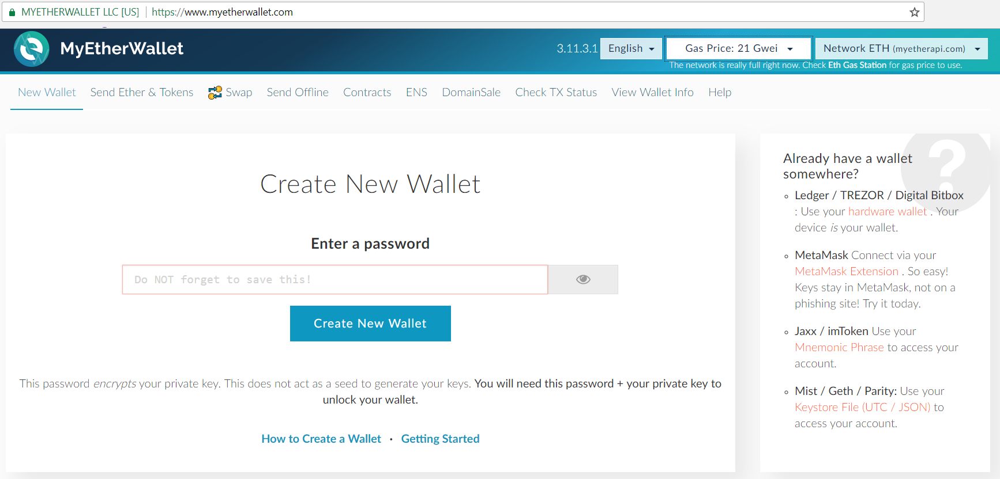 MYETHERWALLET LLC [US] https://www.myetherwallet.com
MyEtherWallet
3.11.3.1 English Gas Price: 21 Gwei Network ETH (myetherapi.com)
The network is really full right now. Check Eth Gas Station for gas price to use.
New Wallet Send Ether & Tokens Swap Send Offline Contracts ENS DomainSale Check TX Status View Wallet Info Help
Create New Wallet
Enter a password
Do NOT forget to save this!
Create New Wallet
This password encrypts your private key. This does not act as a seed to generate your keys. You will need this password + your private key to
unlock your wallet.
How to Create a Wallet · Getting Started
?
Already have a wallet
somewhere?
Ledger / TREZOR / Digital Bitbox
: Use your hardware wallet . Your
device is your wallet.
MetaMask Connect via your
MetaMask Extension . So easy!
Keys stay in MetaMask, not on a
phishing site! Try it today.
Jaxx / imToken Use your
Mnemonic Phrase to access your
account.
Mist / Geth / Parity: Use your
Keystore File (UTC / JSON) to
access your account.